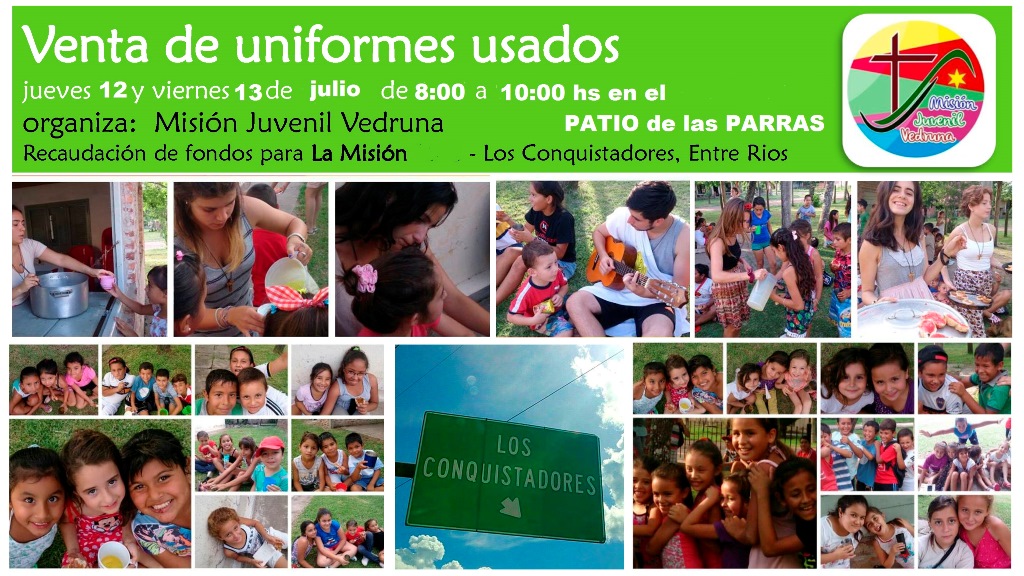 Venta de uniformes usados
jueves 12 y viernes 13 de julio de 8:00 a 10:00 hs en el
organiza: Misión Juvenil Vedruna PATIO de las PARRAS
Recaudación de fondos para La Misión - Los Conquistadores, Entre Rios
Misión
Juvenil
Vedruna
LOS
CONQUISTADORES